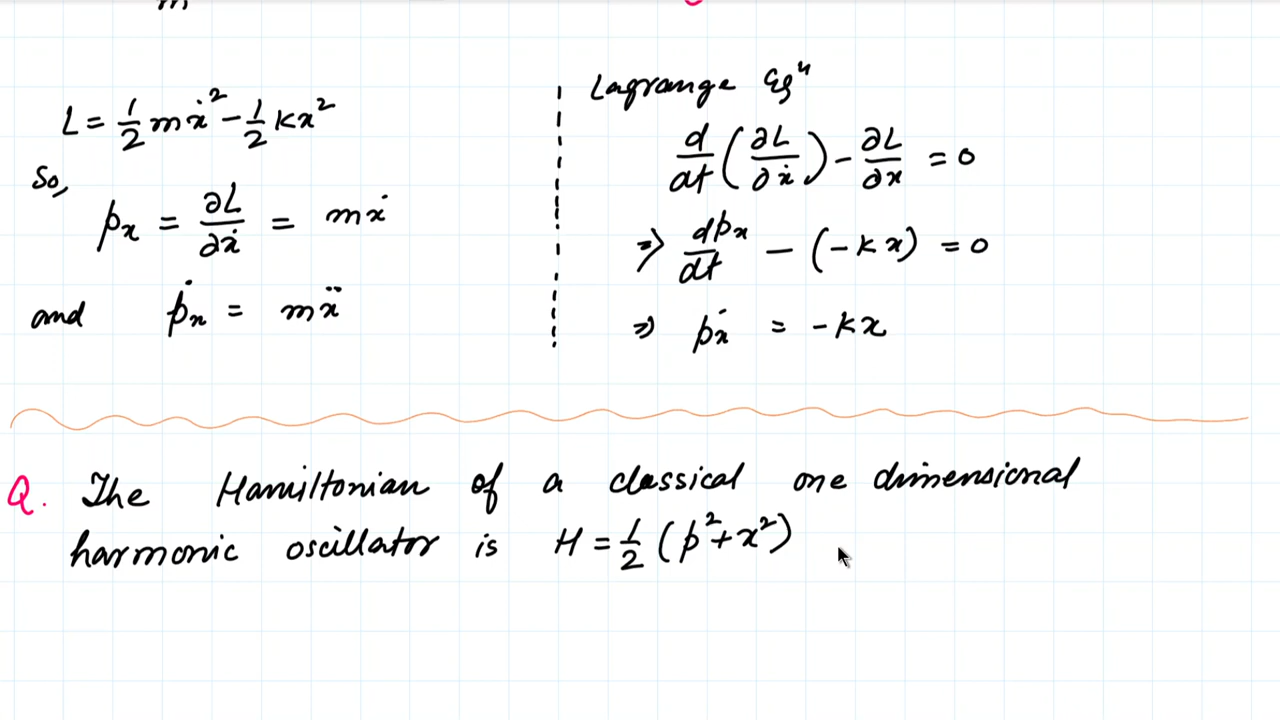 m
L = 1/2 mẋ² - 1/2 kx²
So,
pₓ = ∂L/∂ẋ = mẋ
and ṗₓ = mẍ
Lagrange Eqⁿ
d/dt (∂L/∂ẋ) - ∂L/∂x = 0
⇒ dpₓ/dt - (-kx) = 0
⇒ ṗₓ = -kx
Q. The Hamiltonian of a classical one dimensional
harmonic oscillator is H = 1/2 (p² + x²)